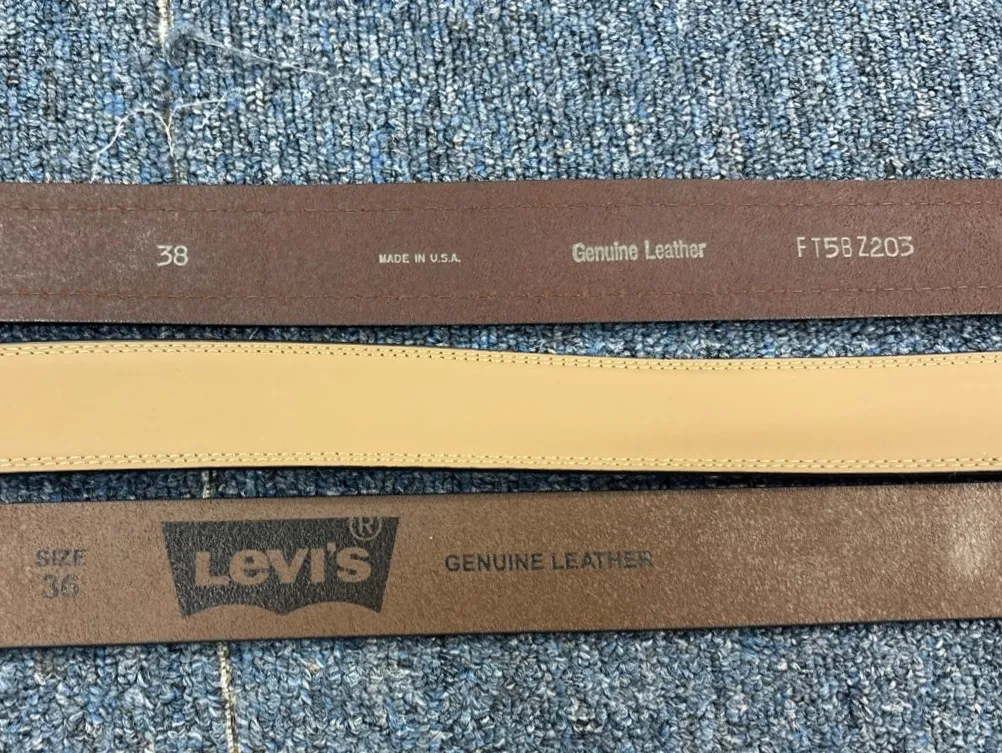 38 MADE IN U.S.A. Genuine Leather FT5BZ203
SIZE
36
LEVI'S ®
GENUINE LEATHER